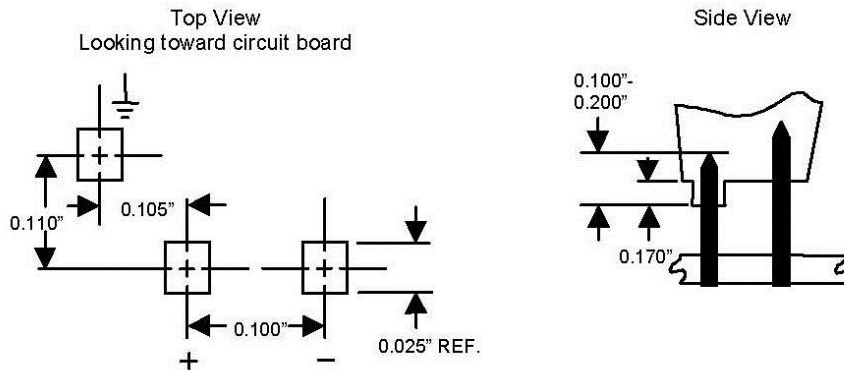 Top View
Looking toward circuit board
Side View
0.100"-
0.200"
0.110"
0.105"
0.170"
0.100"
0.025" REF.
+
−